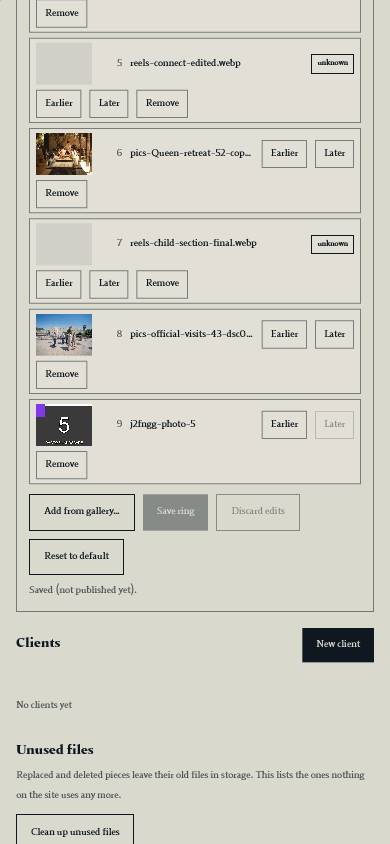 Remove
5 reels-connect-edited.webp unknown
Earlier Later Remove
6 pics-Queen-retreat-52-cop... Earlier Later
Remove
7 reels-child-section-final.webp unknown
Earlier Later Remove
8 pics-official-visits-43-dsc0... Earlier Later
Remove
5
9 j2fngg-photo-5 Earlier Later
Remove
Add from gallery... Save ring Discard edits
Reset to default
Saved (not published yet).
Clients New client
No clients yet
Unused files
Replaced and deleted pieces leave their old files in storage. This lists the ones nothing
on the site uses any more.
Clean up unused files